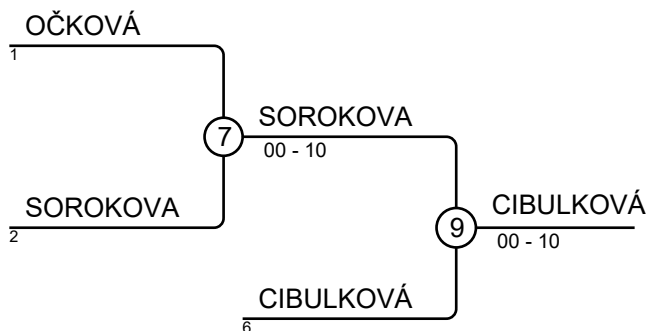 OČKOVÁ
1
7
SOROKOVA
00 - 10
SOROKOVA
2
9
CIBULKOVÁ
00 - 10
CIBULKOVÁ
6